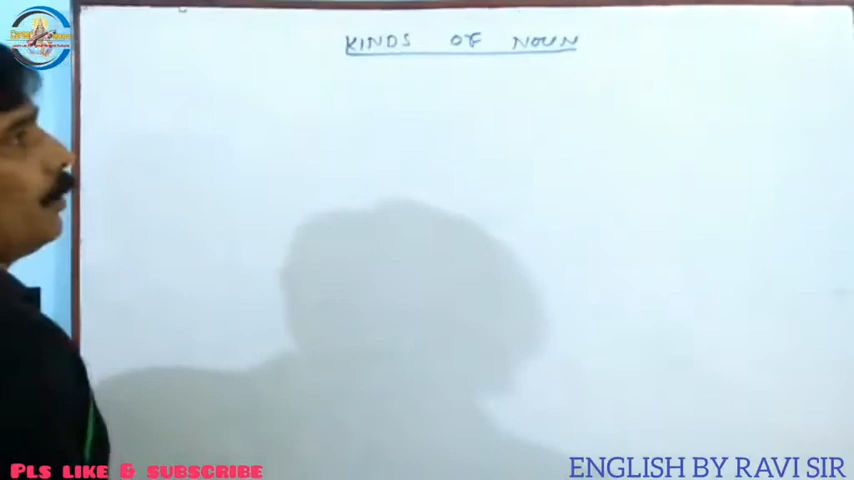 KINDS OF NOUN
PLS LIKE & SUBSCRIBE
ENGLISH BY RAVI SIR